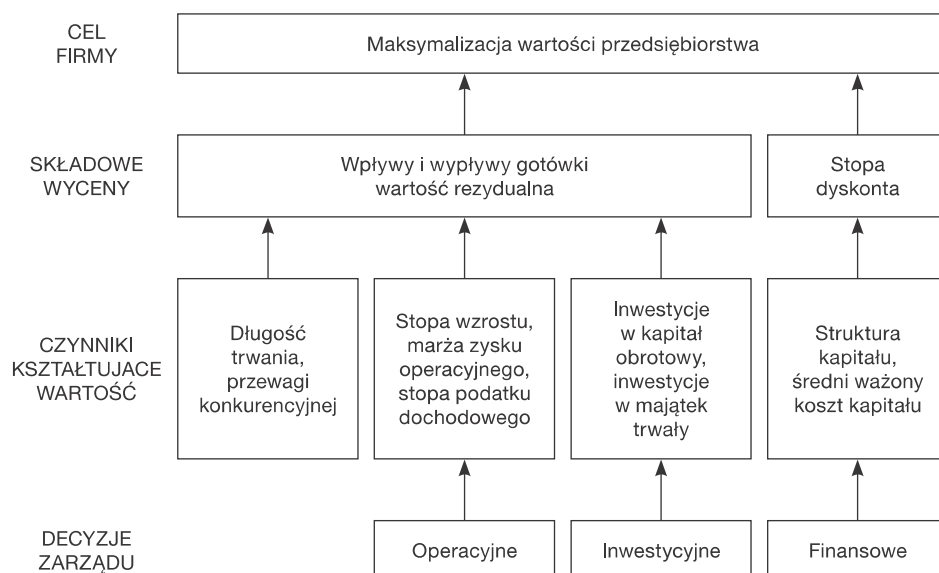 CEL
FIRMY
Maksymalizacja wartości przedsiębiorstwa
SKŁADOWE
WYCENY
Wpływy i wypływy gotówki
wartość rezydualna
Stopa
dyskonta
CZYNNIKI
KSZTAŁTUJACE
WARTOŚĆ
Długość
trwania,
przewagi
konkurencyjnej
Stopa wzrostu,
marża zysku
operacyjnego,
stopa podatku
dochodowego
Inwestycje
w kapitał
obrotowy,
inwestycje
w majątek
trwały
Struktura
kapitału,
średni ważony
koszt kapitału
DECYZJE
ZARZĄDU
Operacyjne
Inwestycyjne
Finansowe